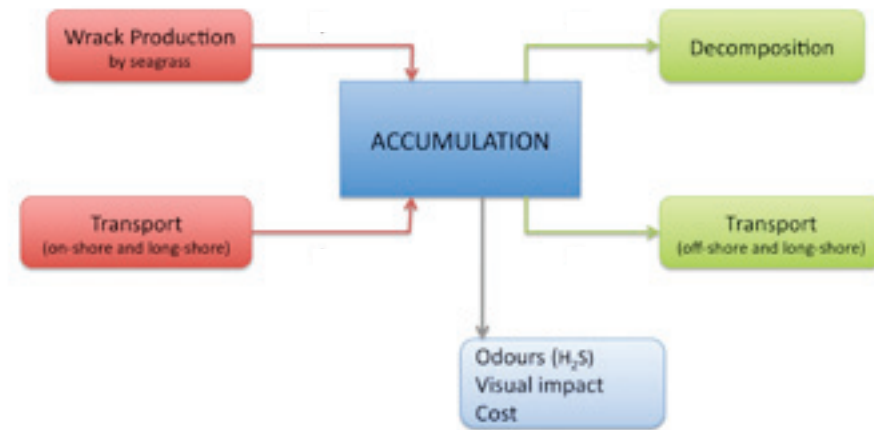 Wrack Production
by seagrass
Decomposition
ACCUMULATION
Transport
(on-shore and long-shore)
Transport
(off-shore and long-shore)
Odours (H₂S)
Visual impact
Cost